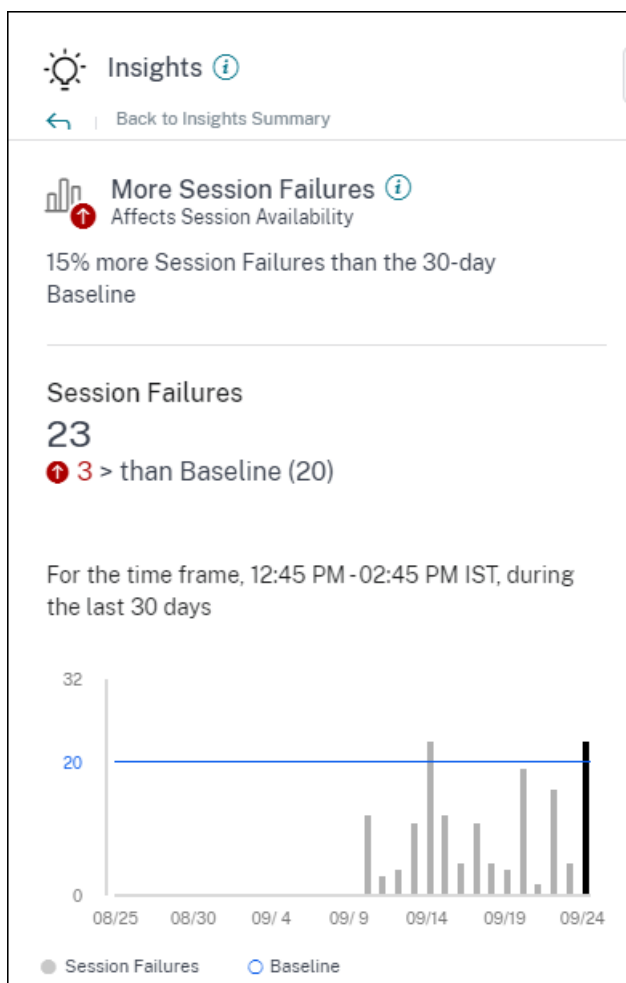 Insights
Back to Insights Summary
More Session Failures
Affects Session Availability
15% more Session Failures than the 30-day
Baseline
Session Failures
23
3 > than Baseline (20)
For the time frame, 12:45 PM - 02:45 PM IST, during
the last 30 days
32
20
0
08/25 08/30 09/ 4 09/ 9 09/14 09/19 09/24
Session Failures Baseline